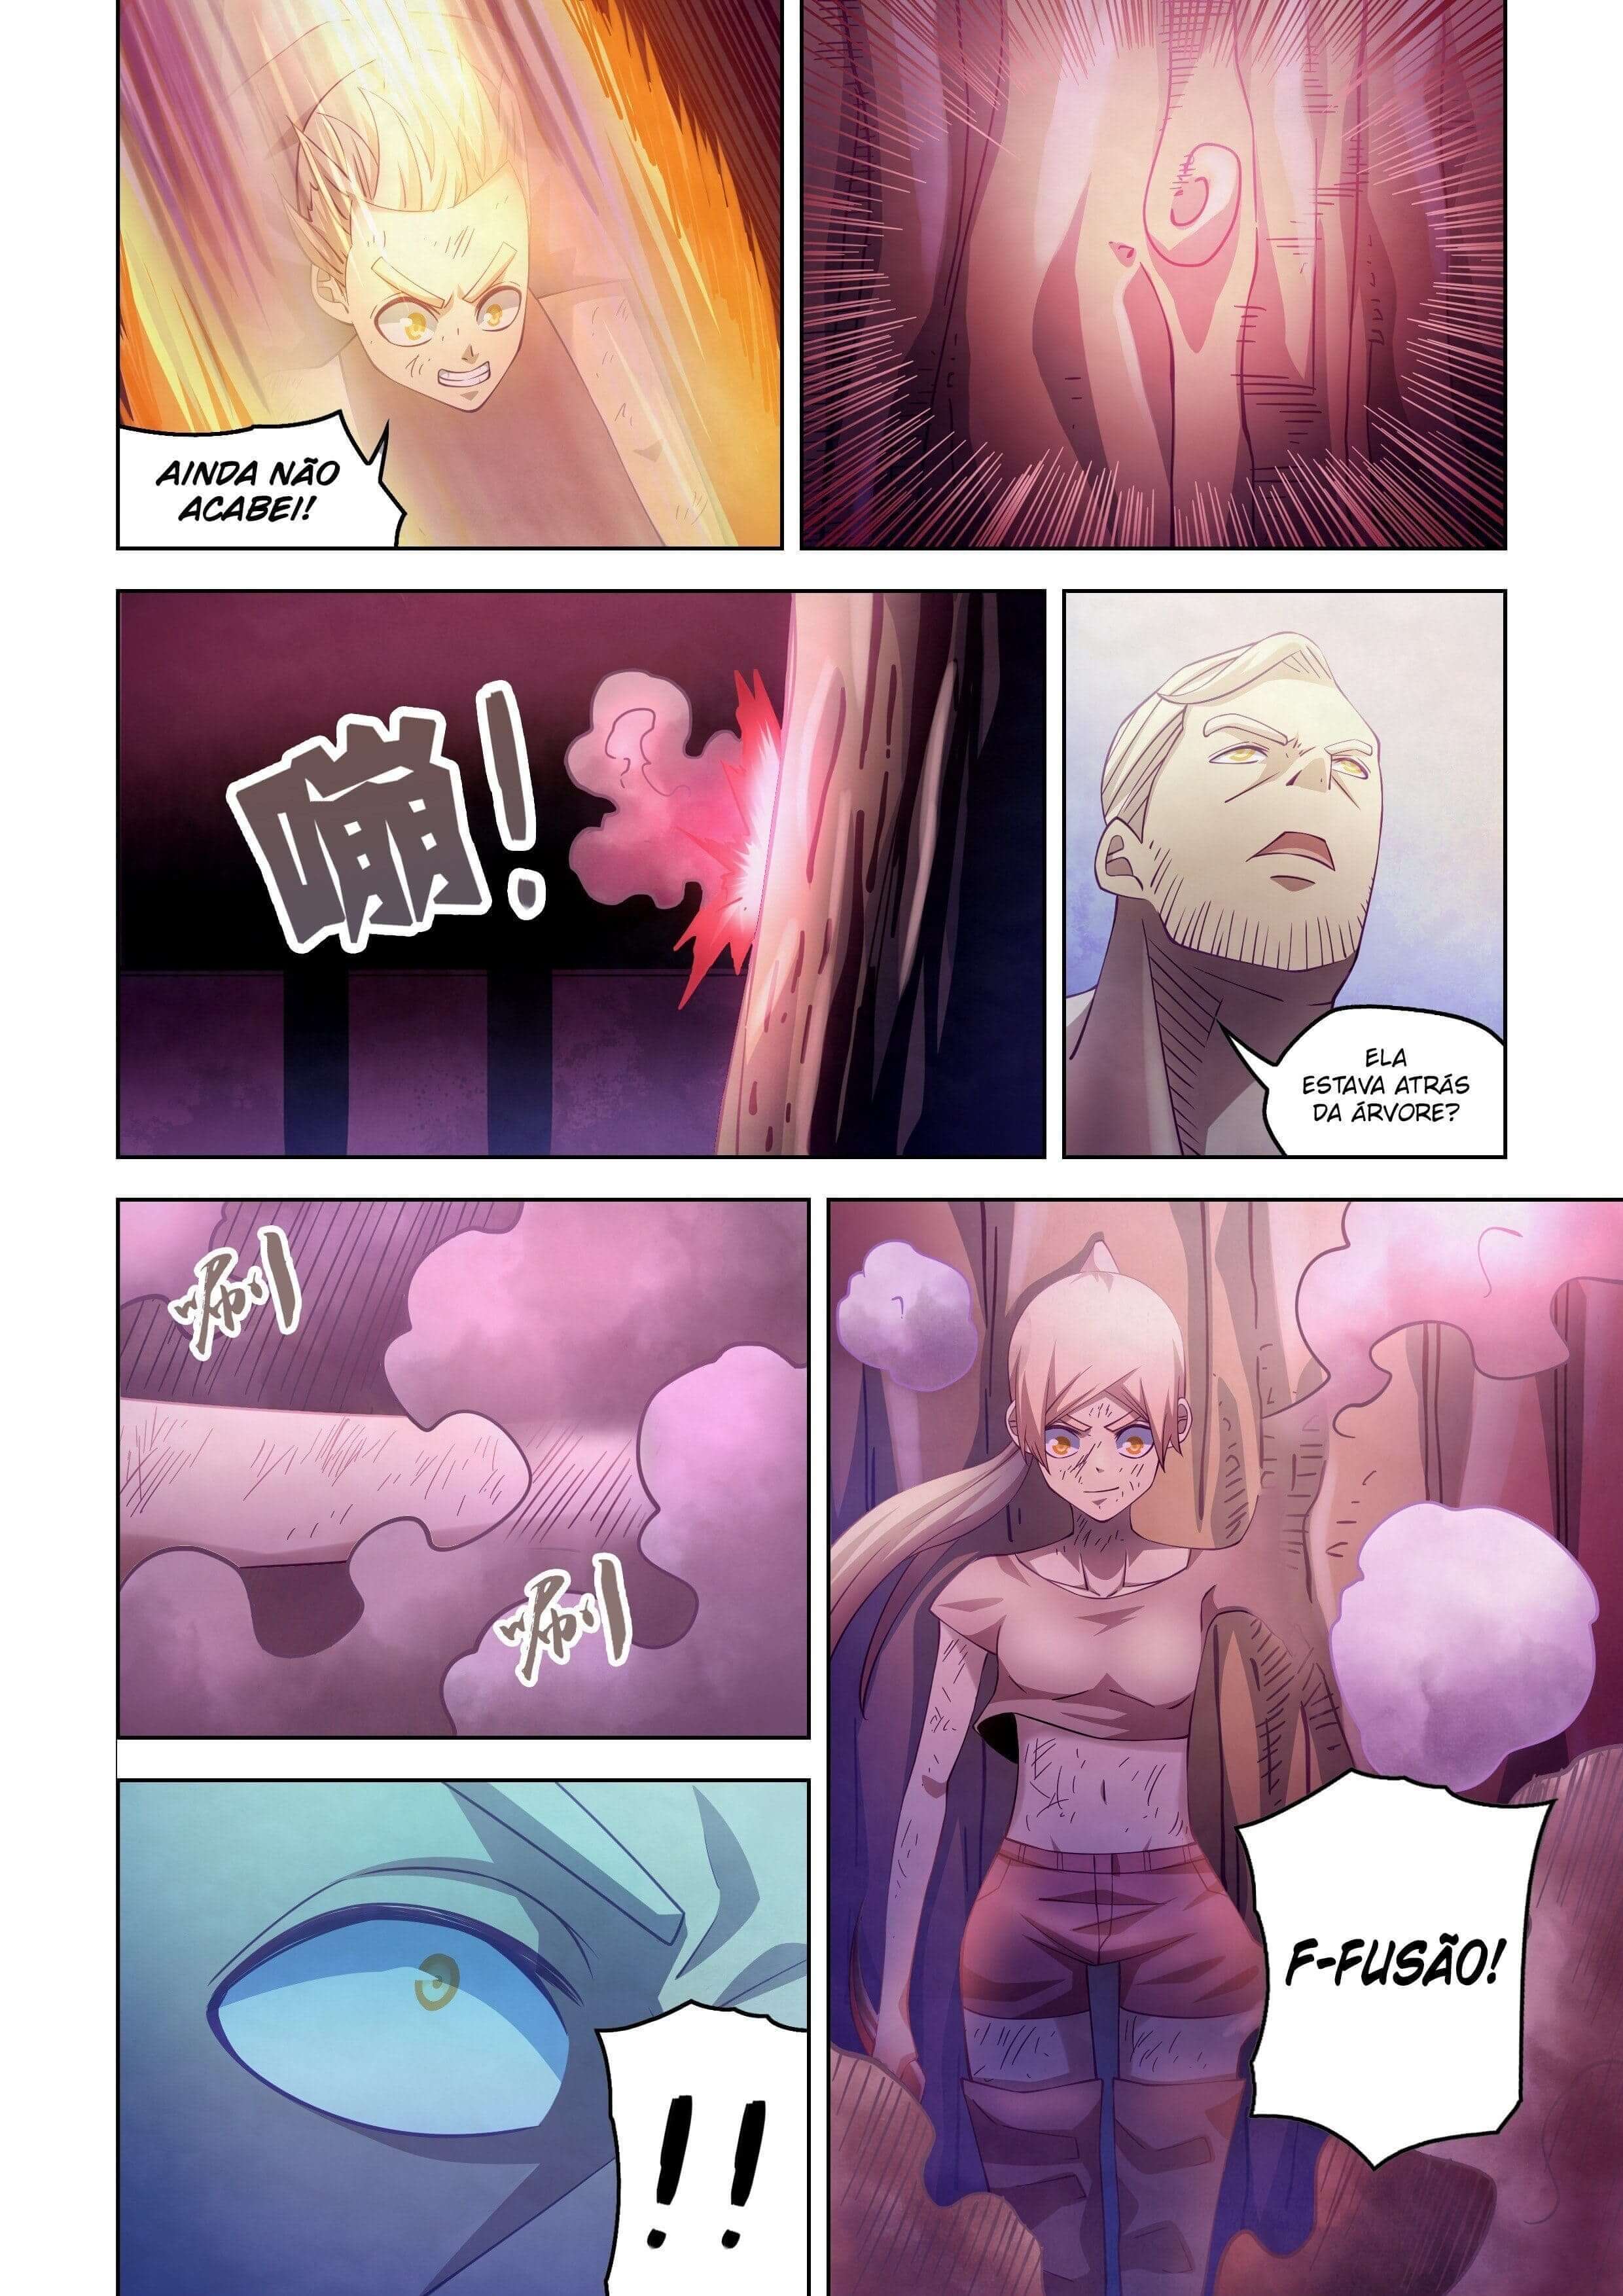 AINDA NÃO
ACABEI!
嘣!
ELA
ESTAVA ATRÁS
DA ÁRVORE?
唰
唰
F-FUSÃO!
!!